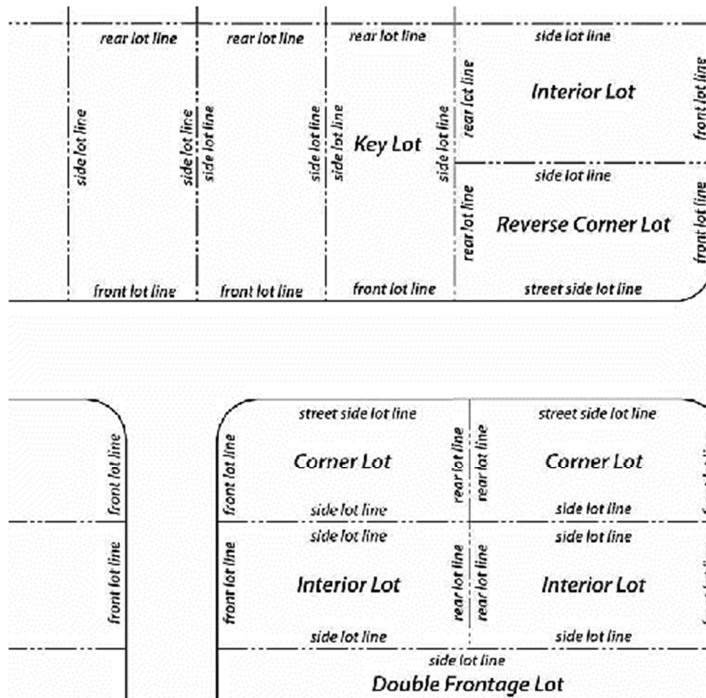 rear lot line
rear lot line
rear lot line
side lot line
side lot line
side lot line
side lot line
side lot line
side lot line
side lot line
Key Lot
rear lot line
Interior Lot
front lot line
side lot line
rear lot line
Reverse Corner Lot
front lot line
front lot line
front lot line
front lot line
street side lot line
street side lot line
street side lot line
front lot line
front lot line
Corner Lot
rear lot line
rear lot line
Corner Lot
front lot line
side lot line
side lot line
side lot line
side lot line
front lot line
front lot line
Interior Lot
rear lot line
rear lot line
Interior Lot
front lot line
side lot line
side lot line
side lot line
Double Frontage Lot